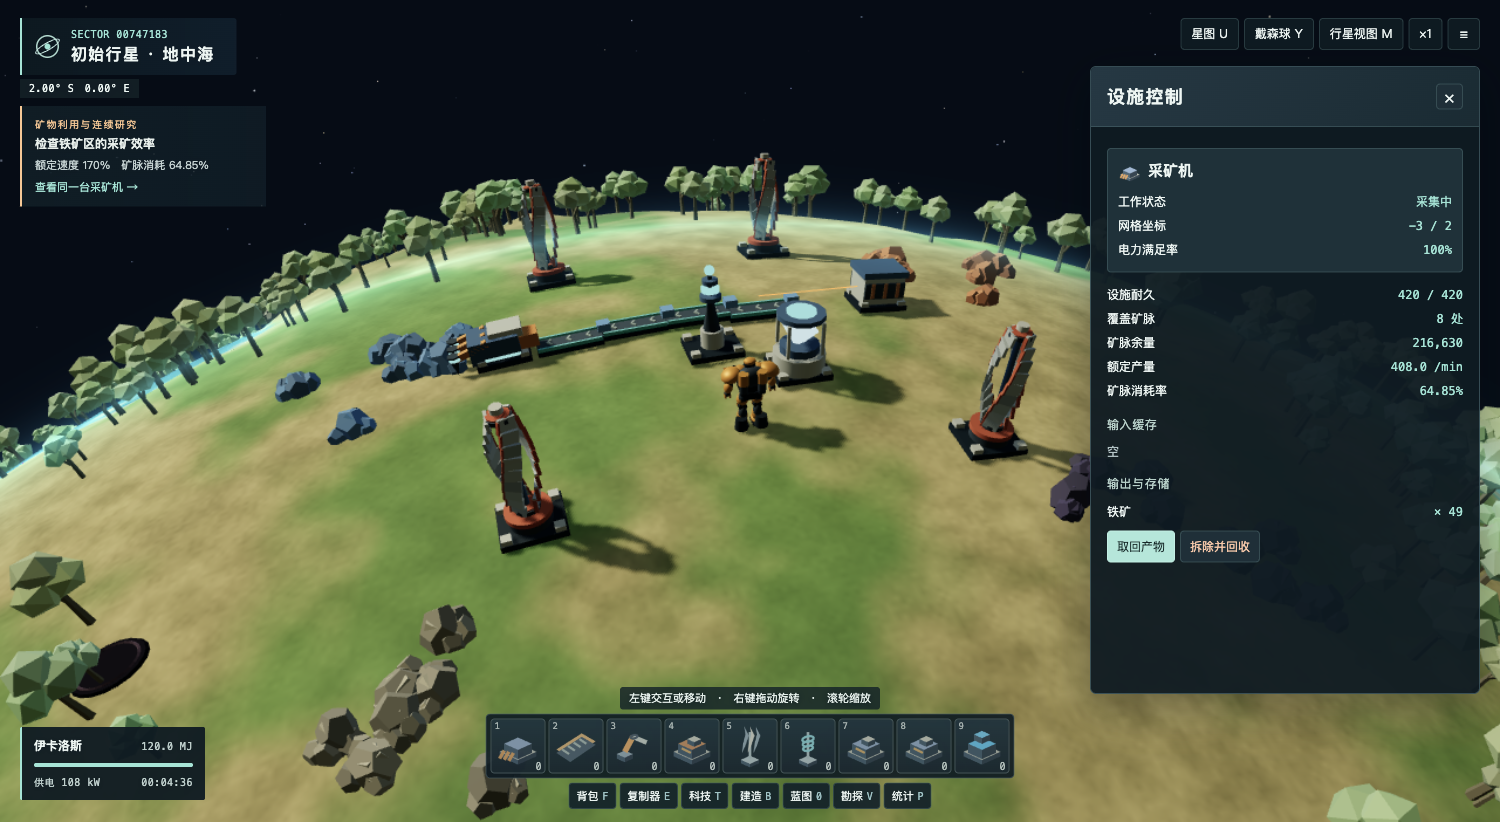 SECTOR 00747183
初始行星 · 地中海
2.00° S 0.00° E
矿物利用与连续研究
检查铁矿区的采矿效率
额定速度 170% 矿脉消耗 64.85%
查看同一台采矿机 →
星图 U
戴森球 Y
行星视图 M
×1
≡
设施控制
×
采矿机
工作状态 采集中
网格坐标 −3 / 2
电力满足率 100%
设施耐久 420 / 420
覆盖矿脉 8 处
矿脉余量 216,630
额定产量 408.0 /min
矿脉消耗率 64.85%
输入缓存
空
输出与存储
铁矿 × 49
取回产物 拆除并回收
左键交互或移动 · 右键拖动旋转 · 滚轮缩放
1 2 3 4 5 6 7 8 9
0 0 0 0 0 0 0 0 0
背包 F 复制器 E 科技 T 建造 B 蓝图 0 勘探 V 统计 P
伊卡洛斯 120.0 MJ
供电 108 kW 00:04:36